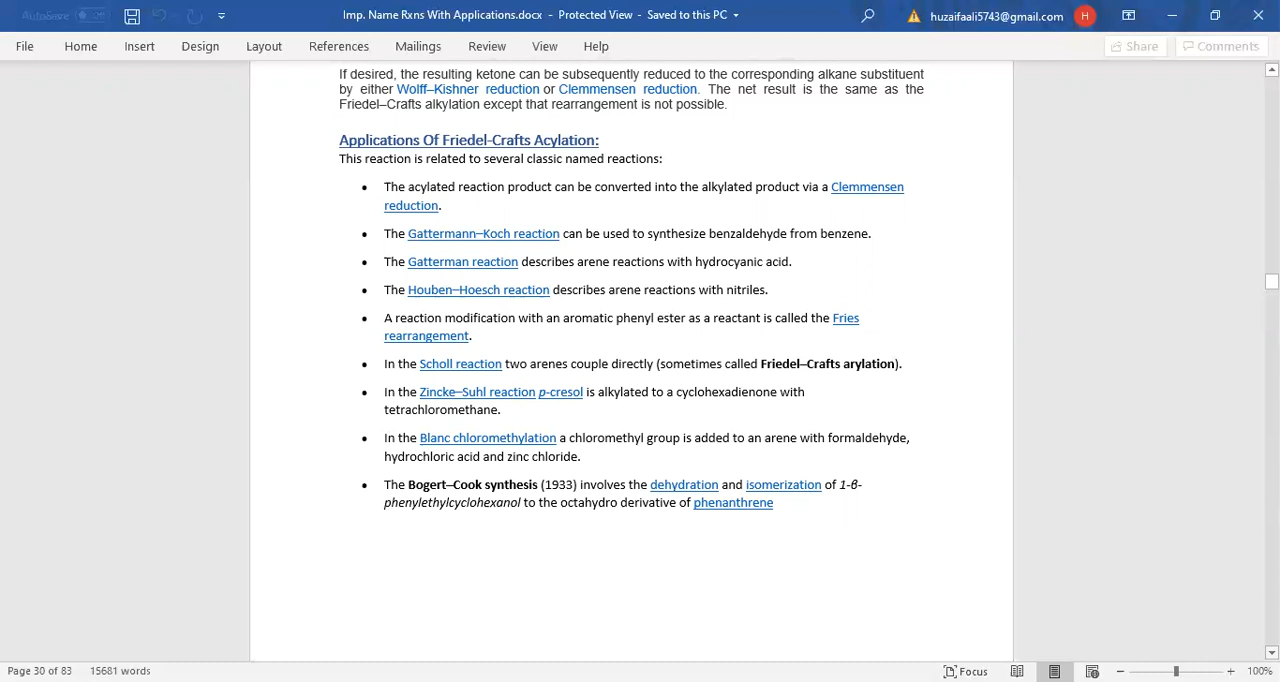 AutoSave
Imp. Name Rxns With Applications.docx - Protected View - Saved to this PC
huzaifaali5743@gmail.com
H
File Home Insert Design Layout References Mailings Review View Help
Share Comments
If desired, the resulting ketone can be subsequently reduced to the corresponding alkane substituent
by either Wolff–Kishner reduction or Clemmensen reduction. The net result is the same as the
Friedel–Crafts alkylation except that rearrangement is not possible.
Applications Of Friedel-Crafts Acylation:
This reaction is related to several classic named reactions:
• The acylated reaction product can be converted into the alkylated product via a Clemmensen
reduction.
• The Gattermann–Koch reaction can be used to synthesize benzaldehyde from benzene.
• The Gatterman reaction describes arene reactions with hydrocyanic acid.
• The Houben–Hoesch reaction describes arene reactions with nitriles.
• A reaction modification with an aromatic phenyl ester as a reactant is called the Fries
rearrangement.
• In the Scholl reaction two arenes couple directly (sometimes called Friedel–Crafts arylation).
• In the Zincke–Suhl reaction p-cresol is alkylated to a cyclohexadienone with
tetrachloromethane.
• In the Blanc chloromethylation a chloromethyl group is added to an arene with formaldehyde,
hydrochloric acid and zinc chloride.
• The Bogert–Cook synthesis (1933) involves the dehydration and isomerization of 1-β-
phenylethylcyclohexanol to the octahydro derivative of phenanthrene
Page 30 of 83 15681 words
Focus
100%